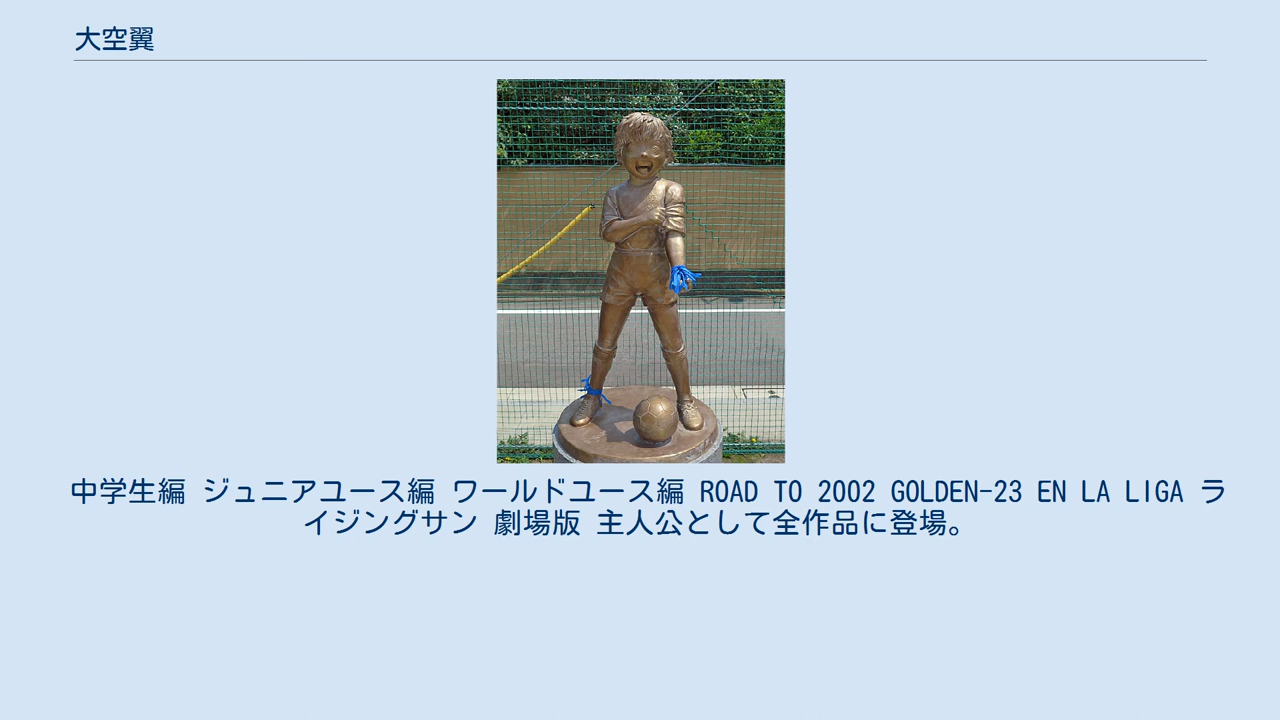 大空翼
中学生編 ジュニアユース編 ワールドユース編 ROAD TO 2002 GOLDEN-23 EN LA LIGA ラ
イジングサン 劇場版 主人公として全作品に登場。